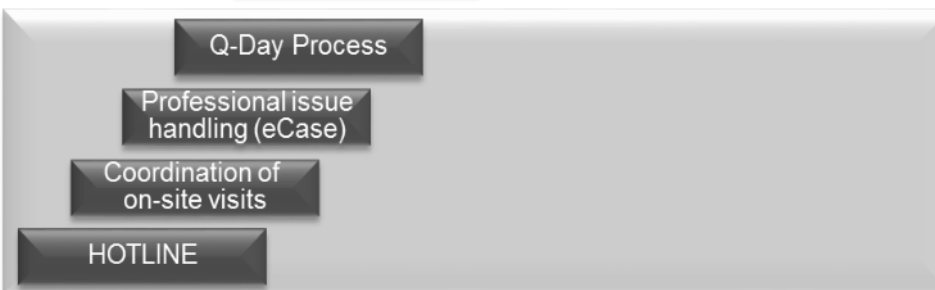 Q-Day Process
Professional issue
handling (eCase)
Coordination of
on-site visits
HOTLINE